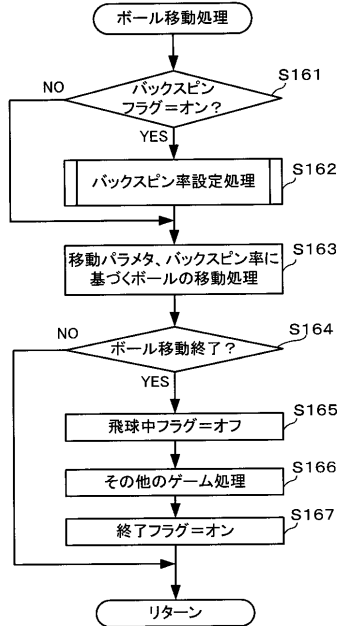 ボール移動処理
S161
バックスピン
フラグ=オン?
NO
YES
バックスピン率設定処理
S162
移動パラメタ、バックスピン率に
基づくボールの移動処理
S163
ボール移動終了?
S164
NO
YES
飛球中フラグ=オフ
S165
その他のゲーム処理
S166
終了フラグ=オン
S167
リターン